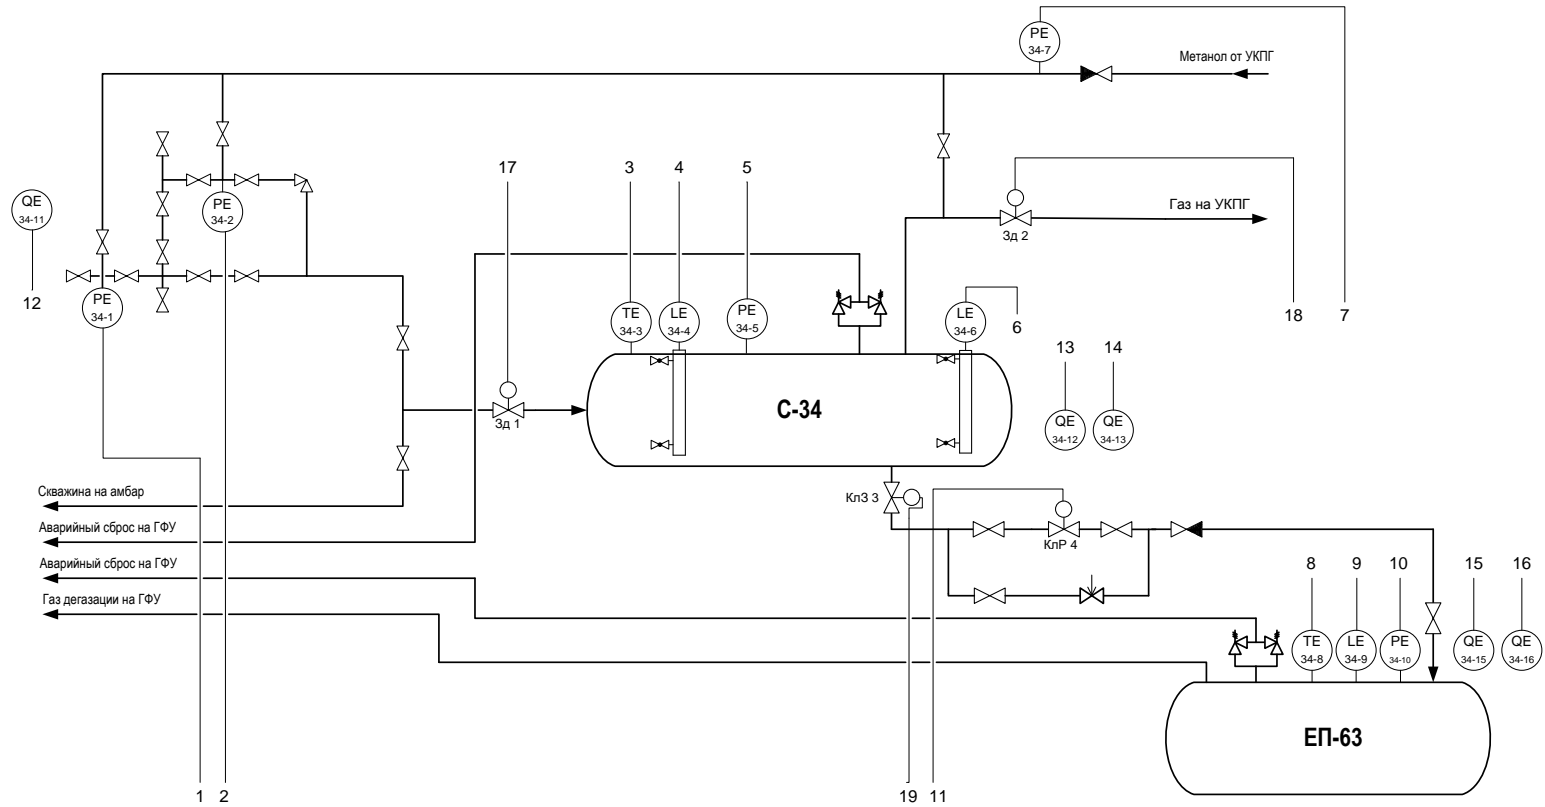 PE
34-7
7
Метанол от УКПГ
17
3
4
5
18
QE
34-11
12
PE
34-2
Газ на УКПГ
Зд 2
PE
34-1
TE
34-3
LE
34-4
PE
34-5
LE
34-6
6
13
14
С-34
QE
34-12
QE
34-13
Зд 1
Скважина на амбар
КлЗ 3
Аварийный сброс на ГФУ
КлР 4
Аварийный сброс на ГФУ
8
9
10
15
16
Газ дегазации на ГФУ
TE
34-8
LE
34-9
PE
34-10
QE
34-15
QE
34-16
ЕП-63
1
2
19
11